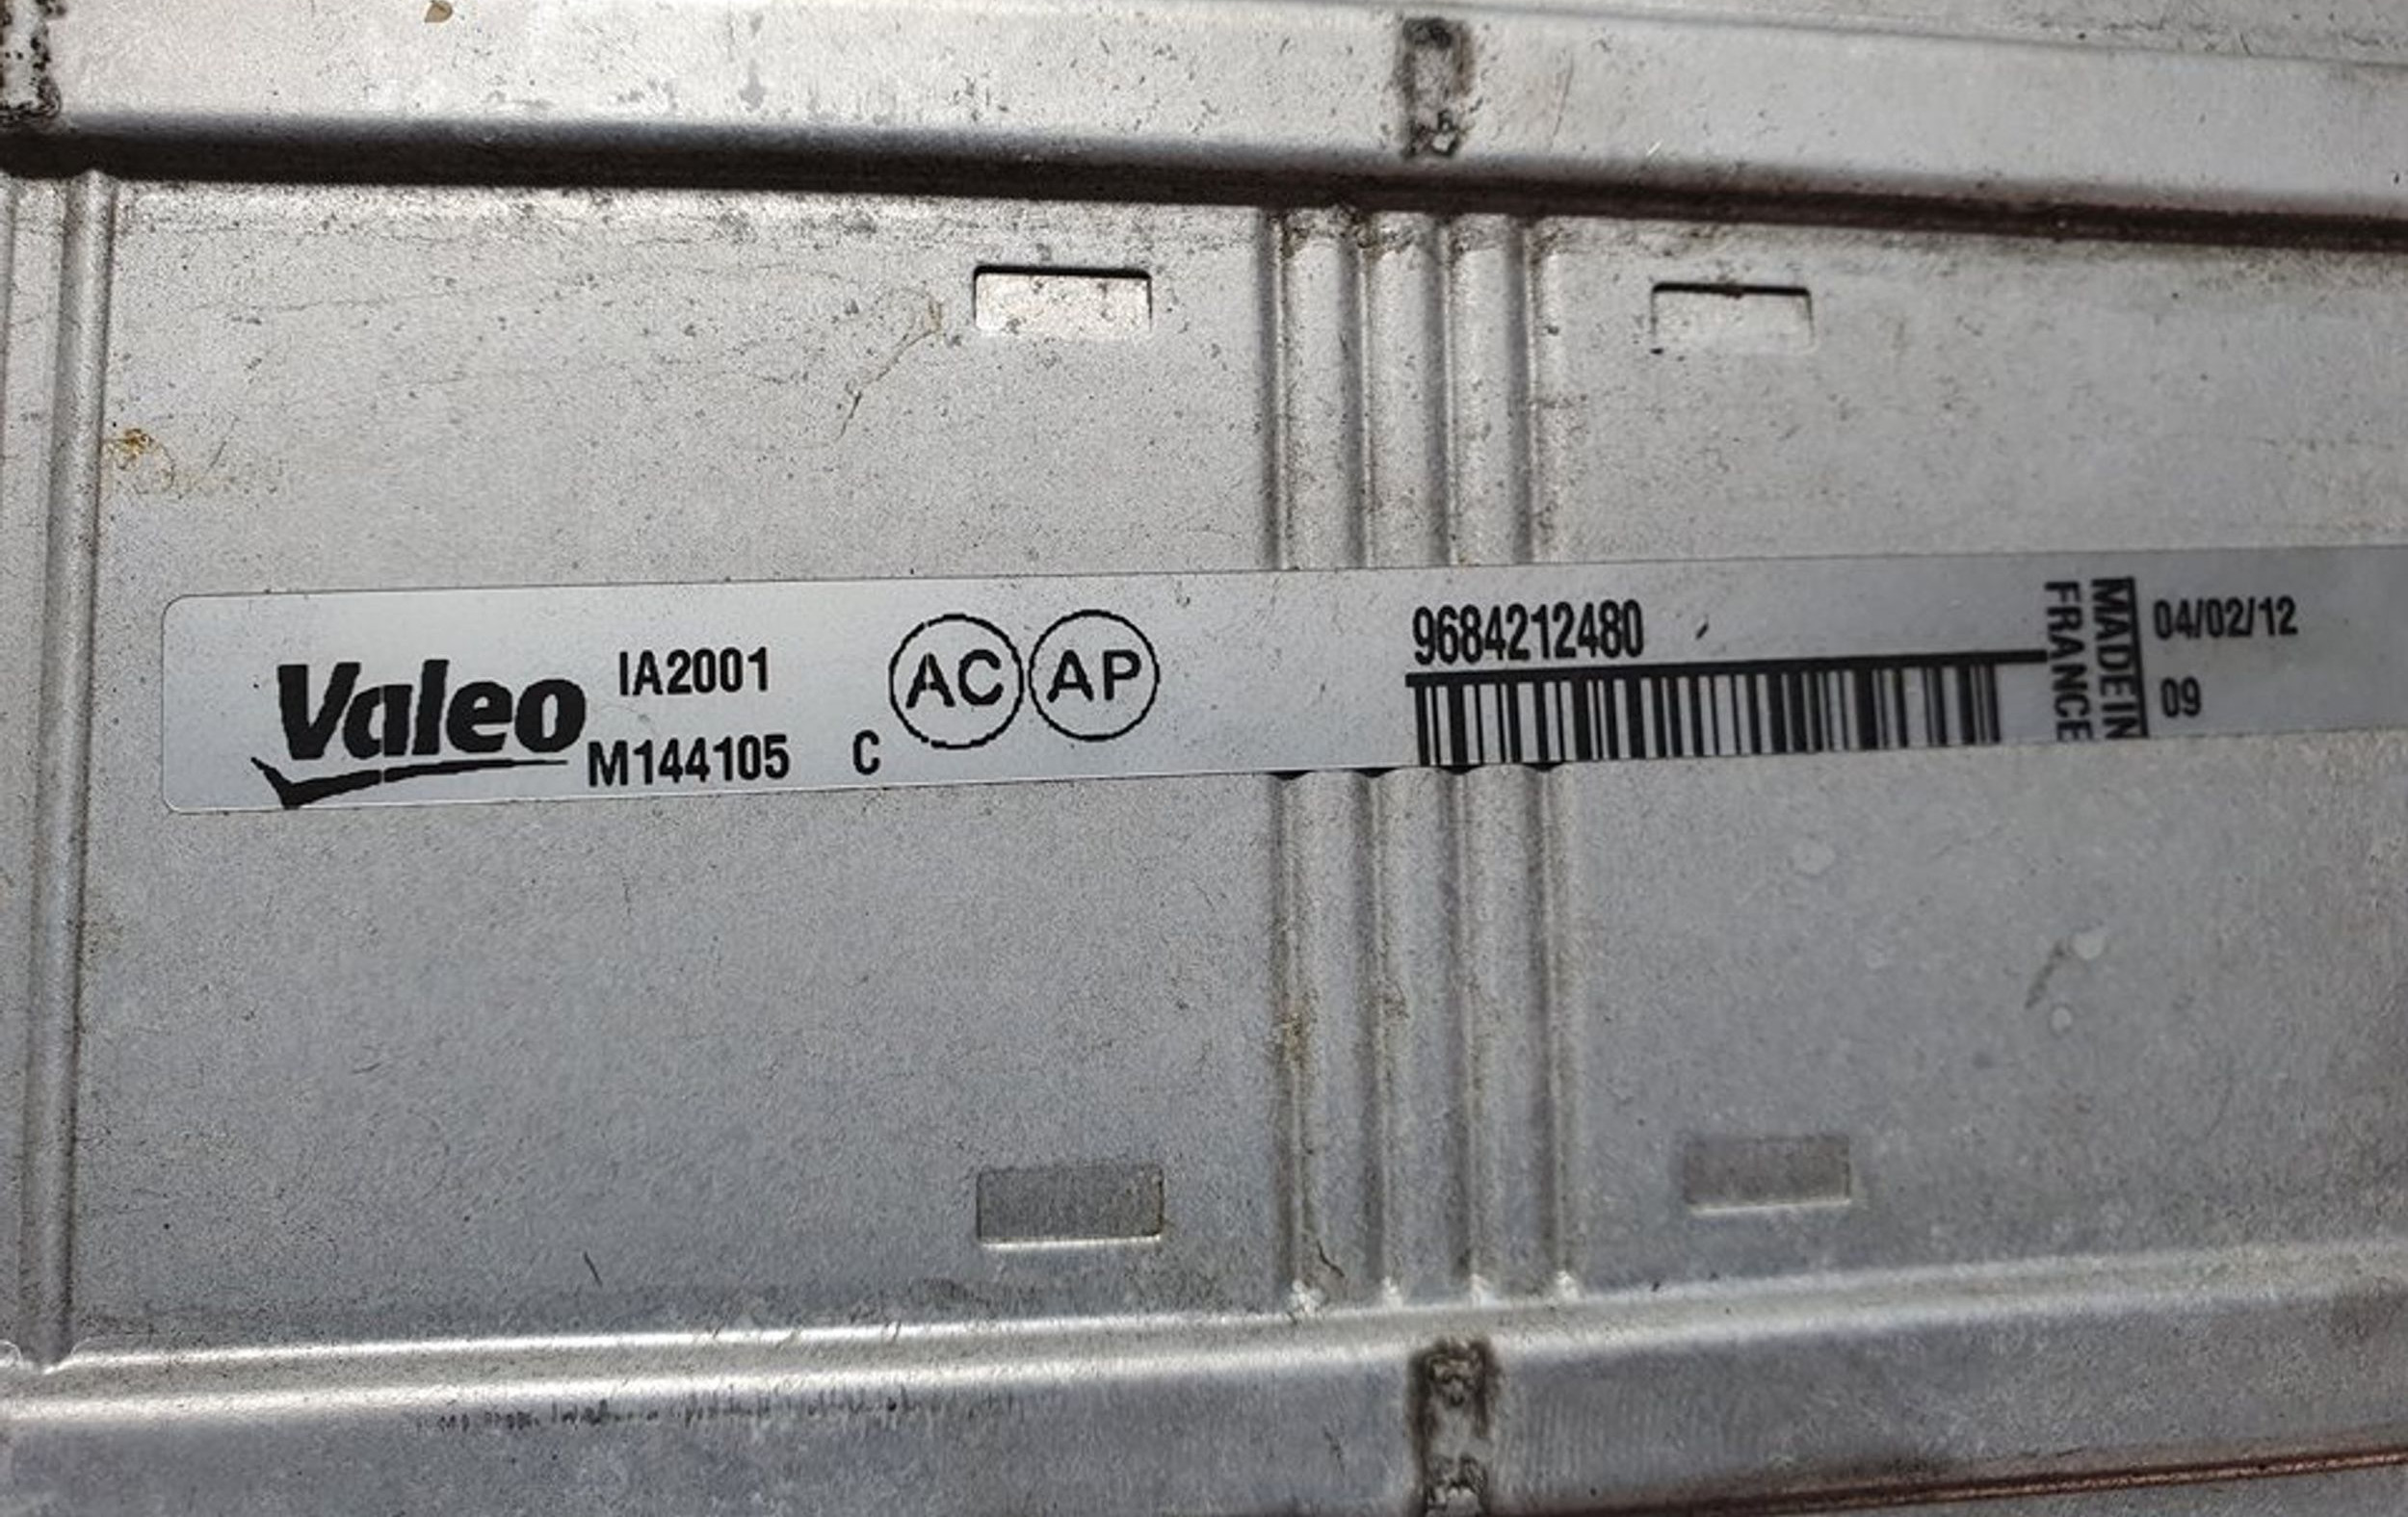 Valeo
IA2001
M144105 C
AC AP
9684212480
MADE IN
FRANCE
04/02/12
09